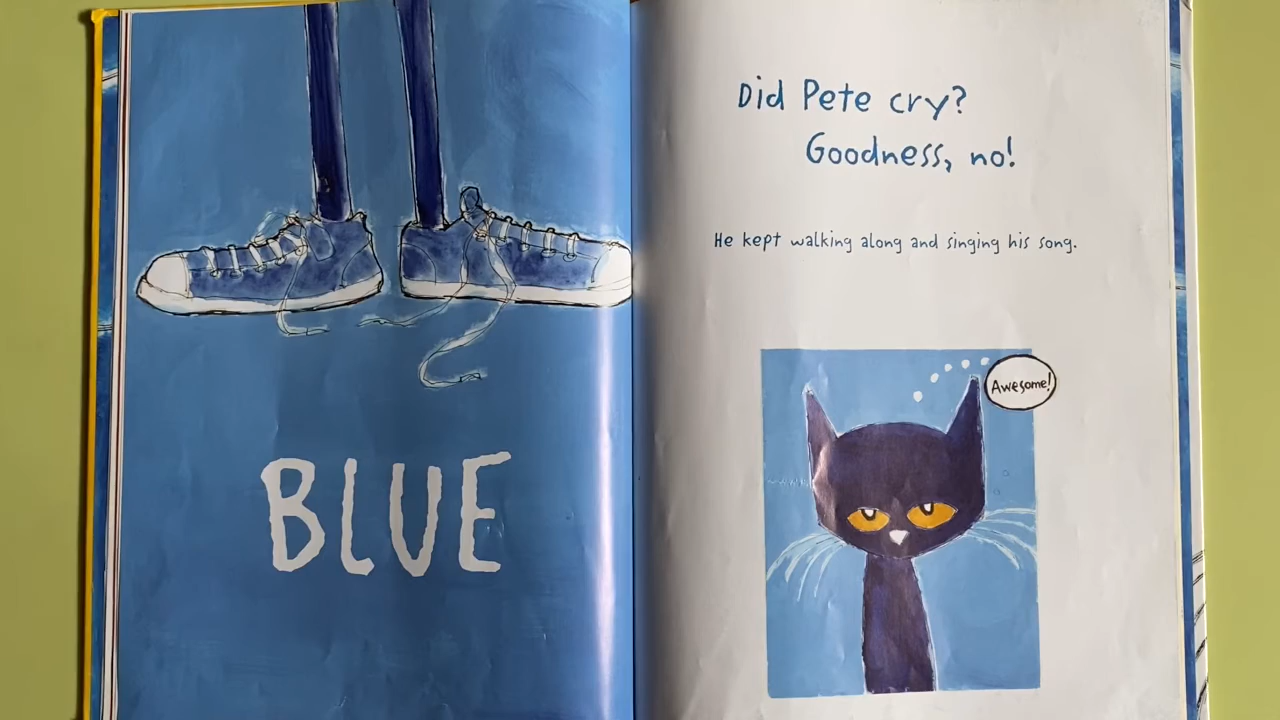 BLUE
Did Pete cry?
Goodness, no!
He kept walking along and singing his song.
Awesome!